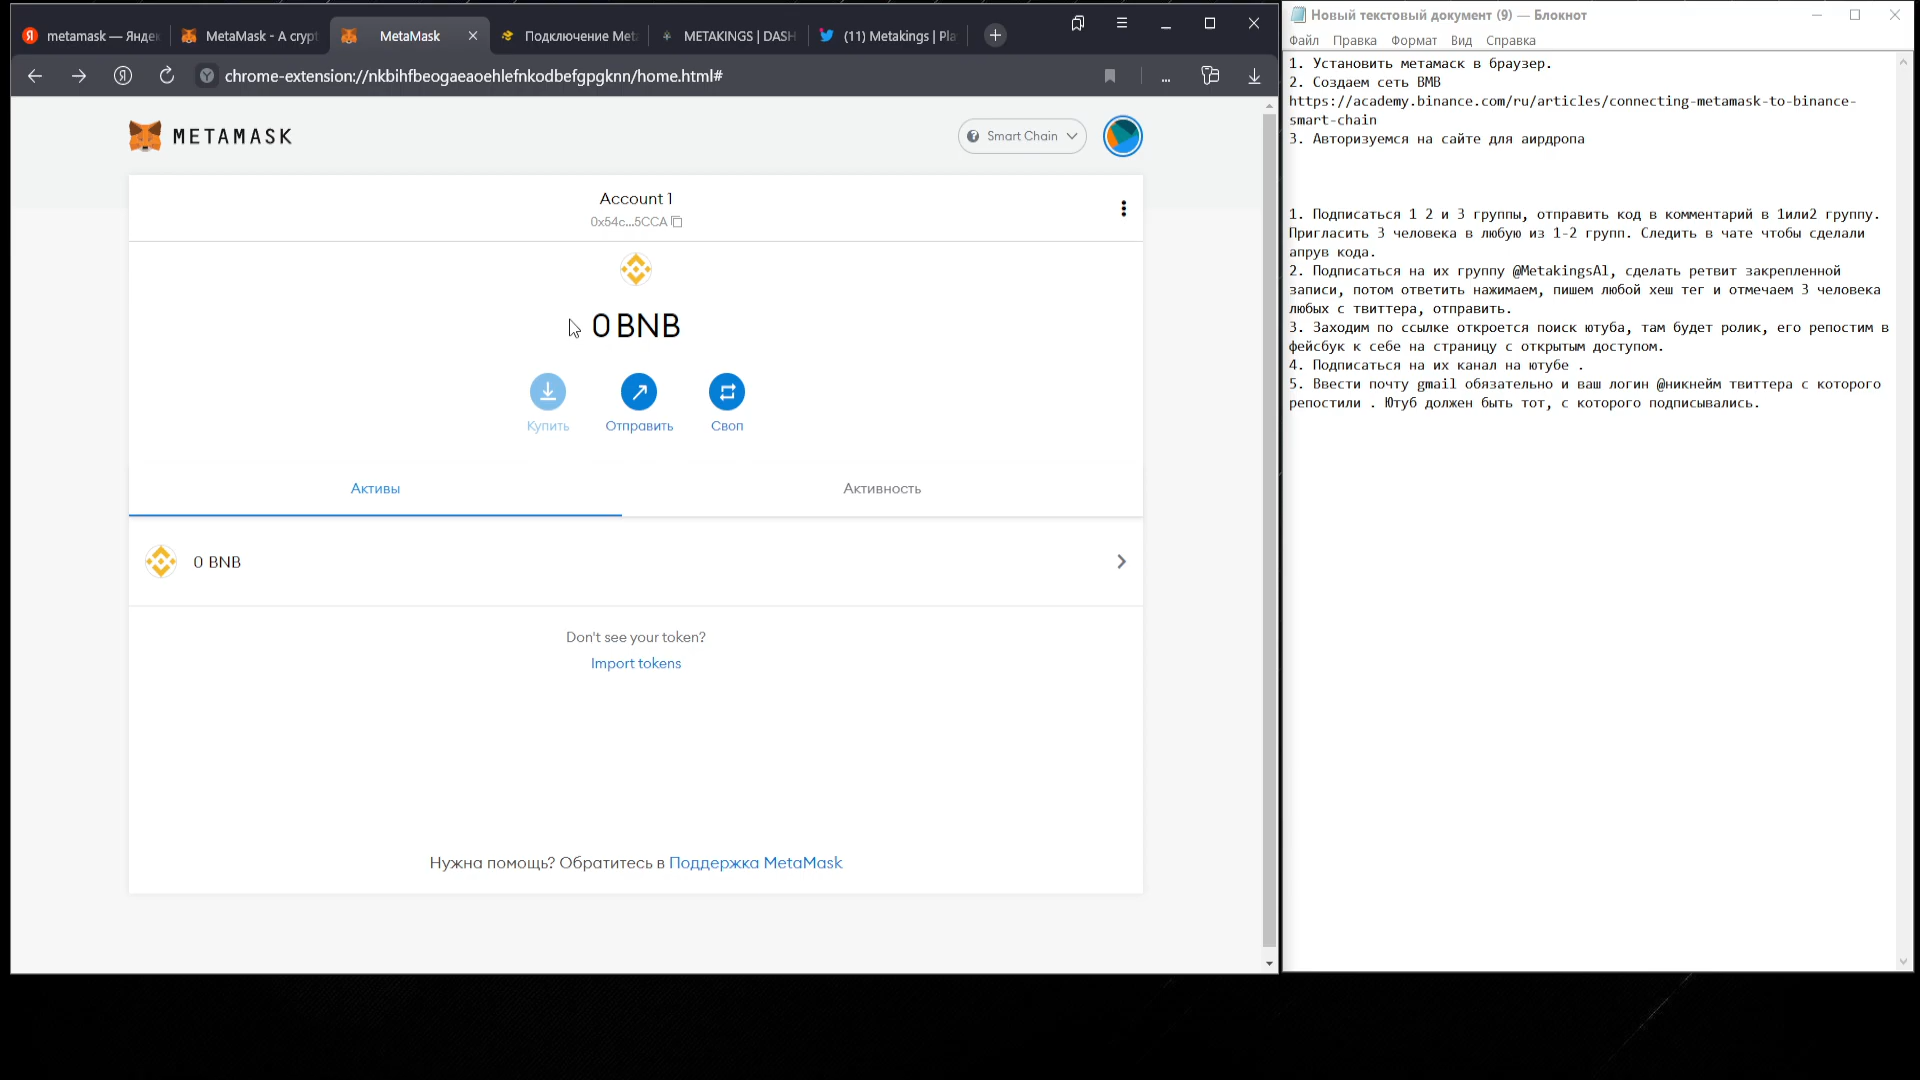 metamask — Яндек
MetaMask - A crypt
MetaMask
Подключение Met
METAKINGS | DASH
(11) Metakings | Pla
chrome-extension://nkbihfbeogaeaoehlefnkodbefgpgknn/home.html#
METAMASK
Smart Chain
Account 1
0x54c...5CCA
0 BNB
Купить
Отправить
Своп
Активы
Активность
0 BNB
Don't see your token?
Import tokens
Нужна помощь? Обратитесь в Поддержка MetaMask
Новый текстовый документ (9) — Блокнот
Файл Правка Формат Вид Справка
1. Установить метамаск в браузер.
2. Создаем сеть BMB
https://academy.binance.com/ru/articles/connecting-metamask-to-binance-
smart-chain
3. Авторизуемся на сайте для аирдропа
1. Подписаться 1 2 и 3 группы, отправить код в комментарий в 1или2 группу.
Пригласить 3 человека в любую из 1-2 групп. Следить в чате чтобы сделали
апрув кода.
2. Подписаться на их группу @MetakingsAl, сделать ретвит закрепленной
записи, потом ответить нажимаем, пишем любой хеш тег и отмечаем 3 человека
любых с твиттера, отправить.
3. Заходим по ссылке откроется поиск ютуба, там будет ролик, его репостим в
фейсбук к себе на страницу с открытым доступом.
4. Подписаться на их канал на ютубе .
5. Ввести почту gmail обязательно и ваш логин @никнейм твиттера с которого
репостили . Ютуб должен быть тот, с которого подписывались.